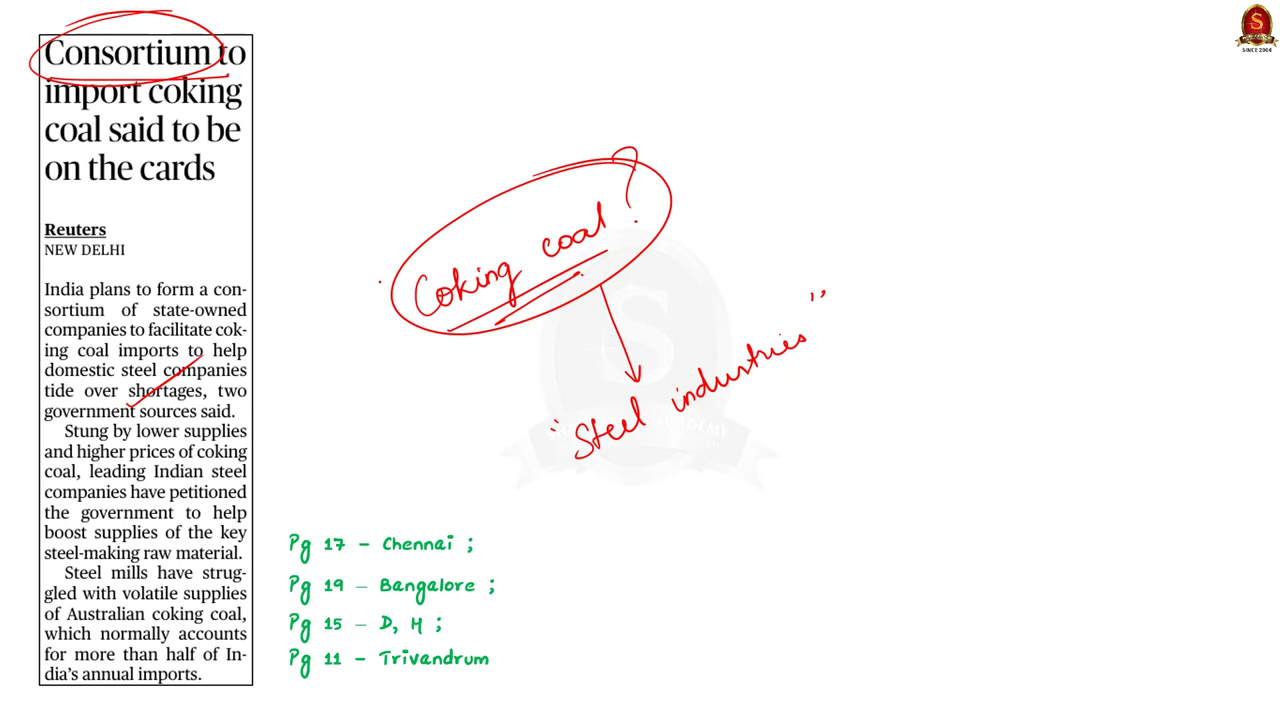 Consortium to
import coking
coal said to be
on the cards
Reuters
NEW DELHI
India plans to form a con-
sortium of state-owned
companies to facilitate cok-
ing coal imports to help
domestic steel companies
tide over shortages, two
government sources said.
Stung by lower supplies
and higher prices of coking
coal, leading Indian steel
companies have petitioned
the government to help
boost supplies of the key
steel-making raw material.
Steel mills have strug-
gled with volatile supplies
of Australian coking coal,
which normally accounts
for more than half of In-
dia's annual imports.
Coking coal?
"Steel industries"
Pg 17 - Chennai ;
Pg 19 - Bangalore ;
Pg 15 - D, H ;
Pg 11 - Trivandrum
S
SINCE 2004